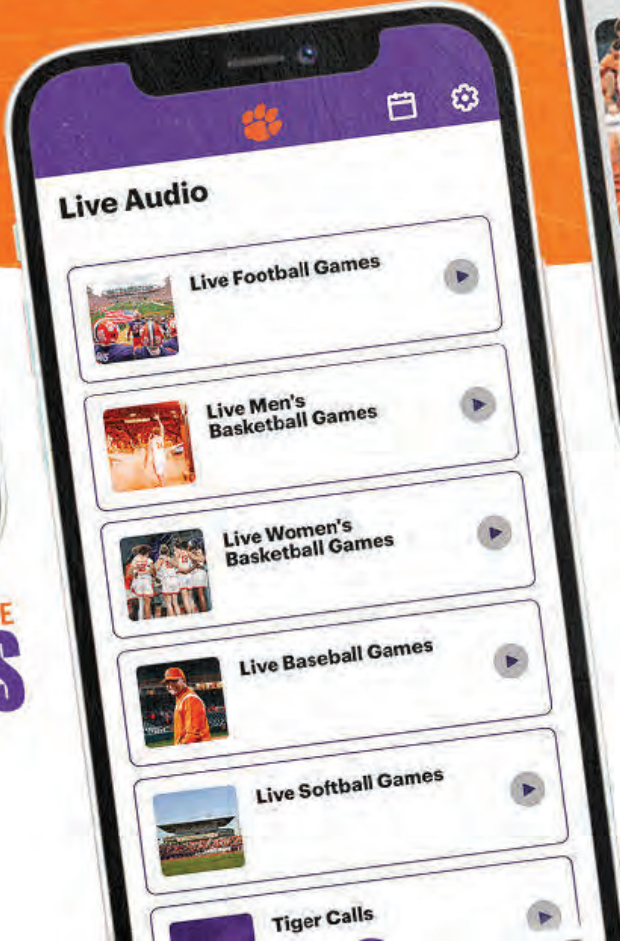 Live Audio
Live Football Games
Live Men's
Basketball Games
Live Women's
Basketball Games
E
S
Live Baseball Games
Live Softball Games
Tiger Calls